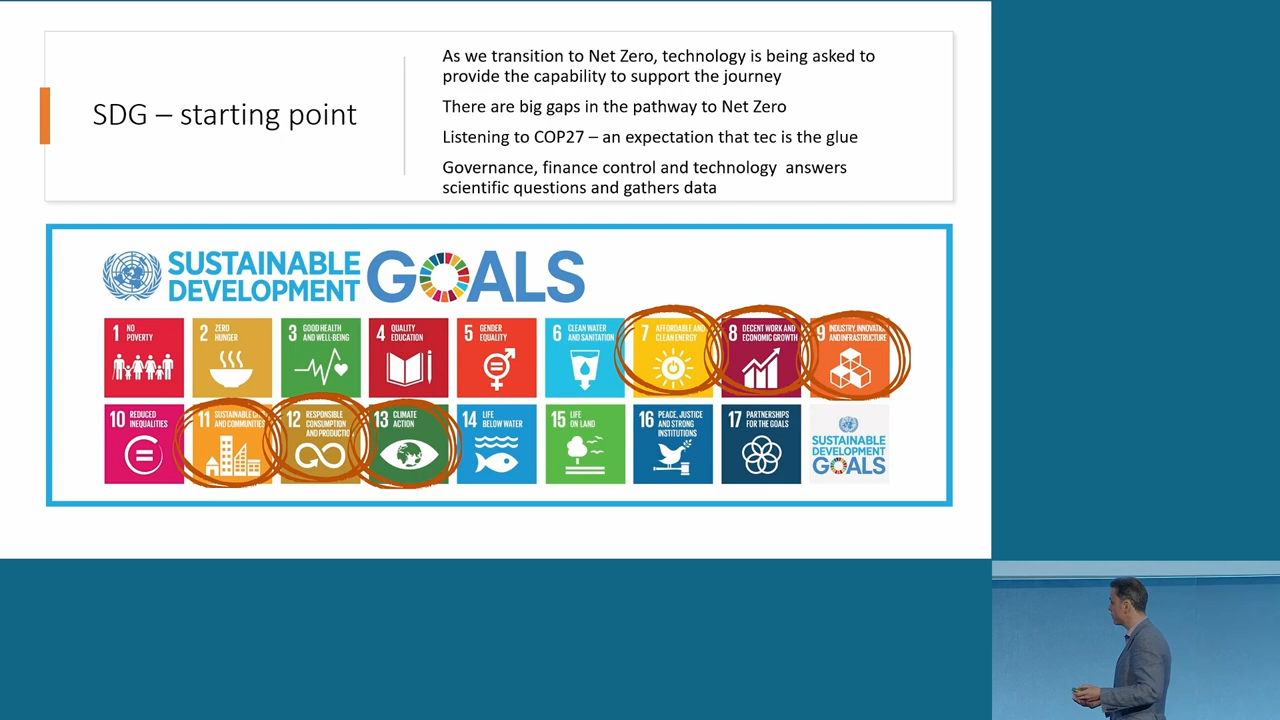 SDG – starting point
As we transition to Net Zero, technology is being asked to
provide the capability to support the journey
There are big gaps in the pathway to Net Zero
Listening to COP27 – an expectation that tec is the glue
Governance, finance control and technology answers
scientific questions and gathers data
SUSTAINABLE
DEVELOPMENT
GOALS
1 NO
POVERTY
2 ZERO
HUNGER
3 GOOD HEALTH
AND WELL-BEING
4 QUALITY
EDUCATION
5 GENDER
EQUALITY
6 CLEAN WATER
AND SANITATION
7 AFFORDABLE AND
CLEAN ENERGY
8 DECENT WORK AND
ECONOMIC GROWTH
9 INDUSTRY,
AND INFRASTRUCTURE
10 REDUCED
INEQUALITIES
11 SUSTAINABLE
AND COMMUNITIES
12 RESPONSIBLE
CONSUMPTION
AND
13 CLIMATE
ACTION
14 LIFE
BELOW WATER
15 LIFE
ON LAND
16 PEACE, JUSTICE
AND STRONG
INSTITUTIONS
17 PARTNERSHIPS
FOR THE GOALS
SUSTAINABLE
DEVELOPMENT
GOALS